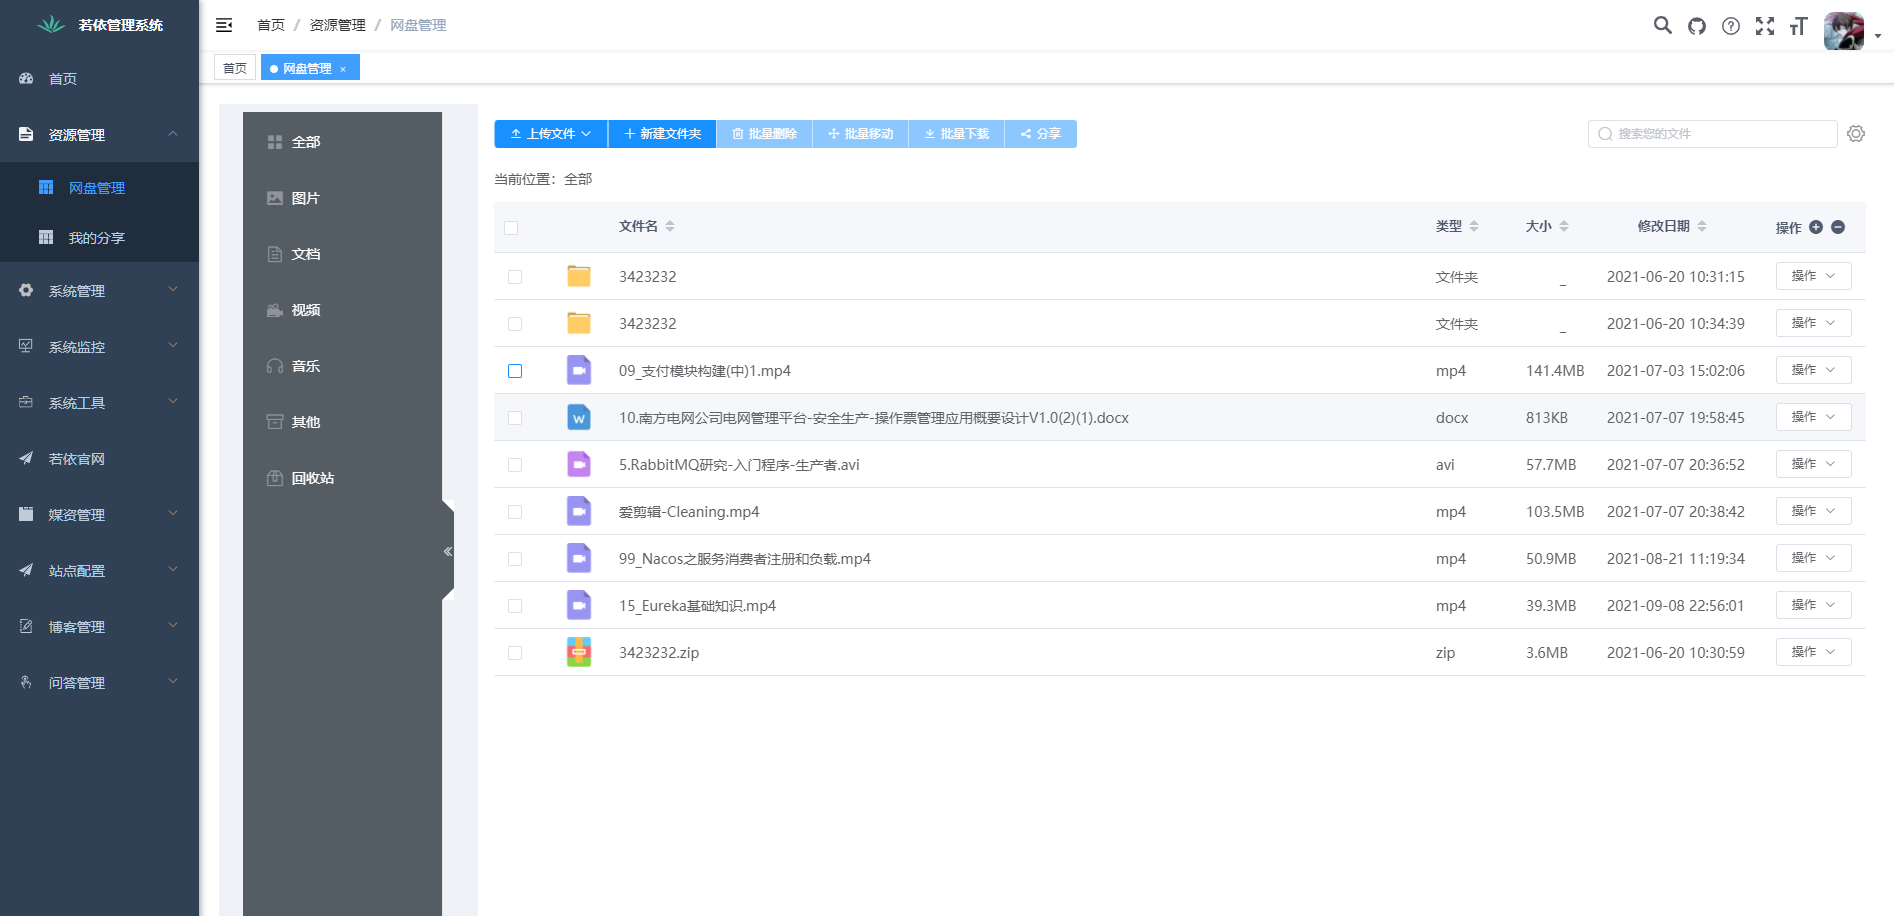 若依管理系统
首页
资源管理
网盘管理
我的分享
系统管理
系统监控
系统工具
若依官网
媒资管理
站点配置
博客管理
问答管理
首页 / 资源管理 / 网盘管理
首页
网盘管理 ×
全部
图片
文档
视频
音乐
其他
回收站
上传文件 新建文件夹 批量删除 批量移动 批量下载 分享
搜索您的文件
当前位置： 全部
文件名 类型 大小 修改日期 操作
3423232 文件夹 _ 2021-06-20 10:31:15 操作
3423232 文件夹 _ 2021-06-20 10:34:39 操作
09_支付模块构建(中)1.mp4 mp4 141.4MB 2021-07-03 15:02:06 操作
10.南方电网公司电网管理平台-安全生产-操作票管理应用概要设计V1.0(2)(1).docx docx 813KB 2021-07-07 19:58:45 操作
5.RabbitMQ研究-入门程序-生产者.avi avi 57.7MB 2021-07-07 20:36:52 操作
爱剪辑-Cleaning.mp4 mp4 103.5MB 2021-07-07 20:38:42 操作
99_Nacos之服务消费者注册和负载.mp4 mp4 50.9MB 2021-08-21 11:19:34 操作
15_Eureka基础知识.mp4 mp4 39.3MB 2021-09-08 22:56:01 操作
3423232.zip zip 3.6MB 2021-06-20 10:30:59 操作